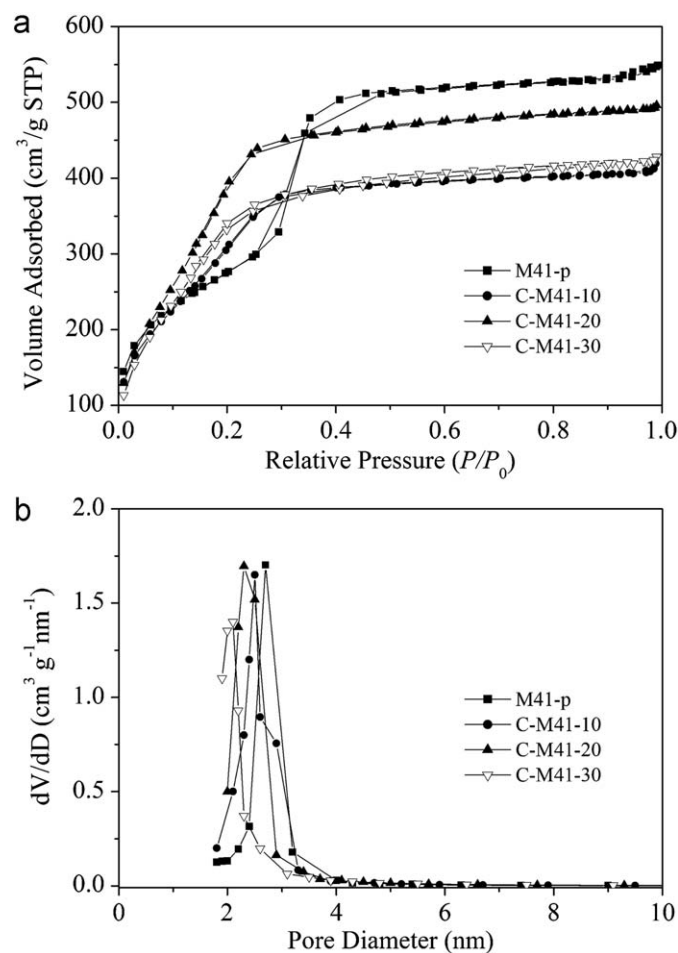 a
600
500
400
300
200
100
Volume Adsorbed (cm³/g STP)
M41-p
C-M41-10
C-M41-20
C-M41-30
0.0 0.2 0.4 0.6 0.8 1.0
Relative Pressure (P/P₀)
b
2.0
1.5
1.0
0.5
0.0
dV/dD (cm³ g⁻¹nm⁻¹)
M41-p
C-M41-10
C-M41-20
C-M41-30
0 2 4 6 8 10
Pore Diameter (nm)